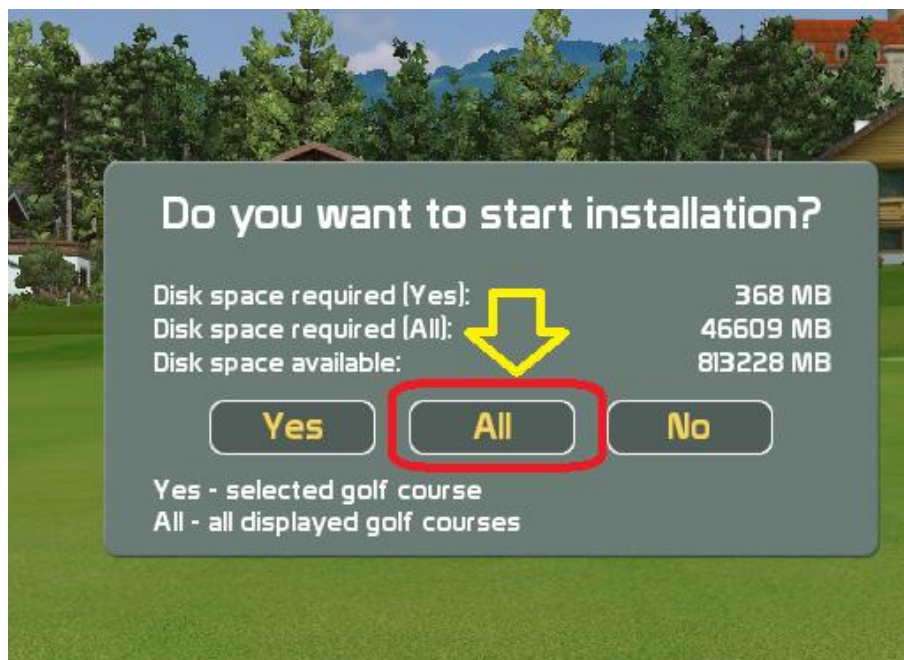 Do you want to start installation?
Disk space required (Yes): 368 MB
Disk space required (All): 46609 MB
Disk space available: 813228 MB
Yes All No
Yes - selected golf course
All - all displayed golf courses